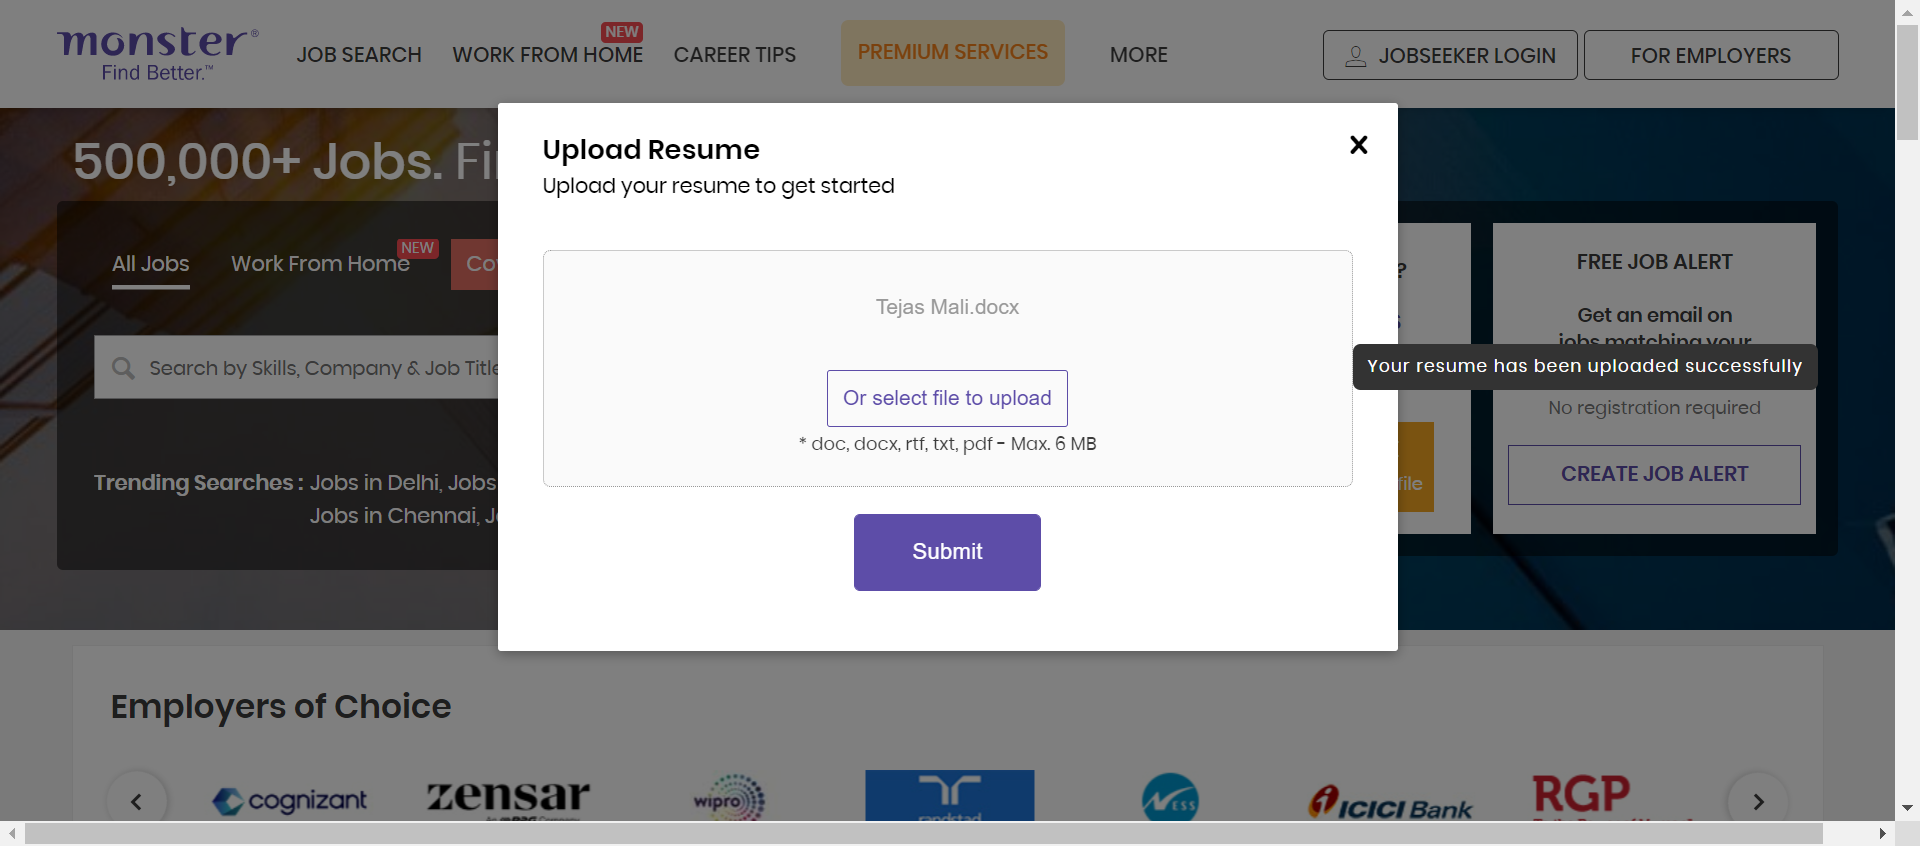 monster®
Find Better.™
JOB SEARCH
WORK FROM HOME
NEW
CAREER TIPS
PREMIUM SERVICES
MORE
JOBSEEKER LOGIN
FOR EMPLOYERS
500,000+ Jobs.
Upload Resume
Upload your resume to get started
All Jobs
Work From Home
NEW
Tejas Mali.docx
Or select file to upload
* doc, docx, rtf, txt, pdf - Max. 6 MB
Submit
Search by Skills, Company & Job Title
Trending Searches : Jobs in Delhi, Jobs
Jobs in Chennai,
FREE JOB ALERT
Get an email on
jobs matching your
Your resume has been uploaded successfully
No registration required
CREATE JOB ALERT
Employers of Choice
cognizant
zensar
wipro
randstad
NESS
ICICI Bank
RGP